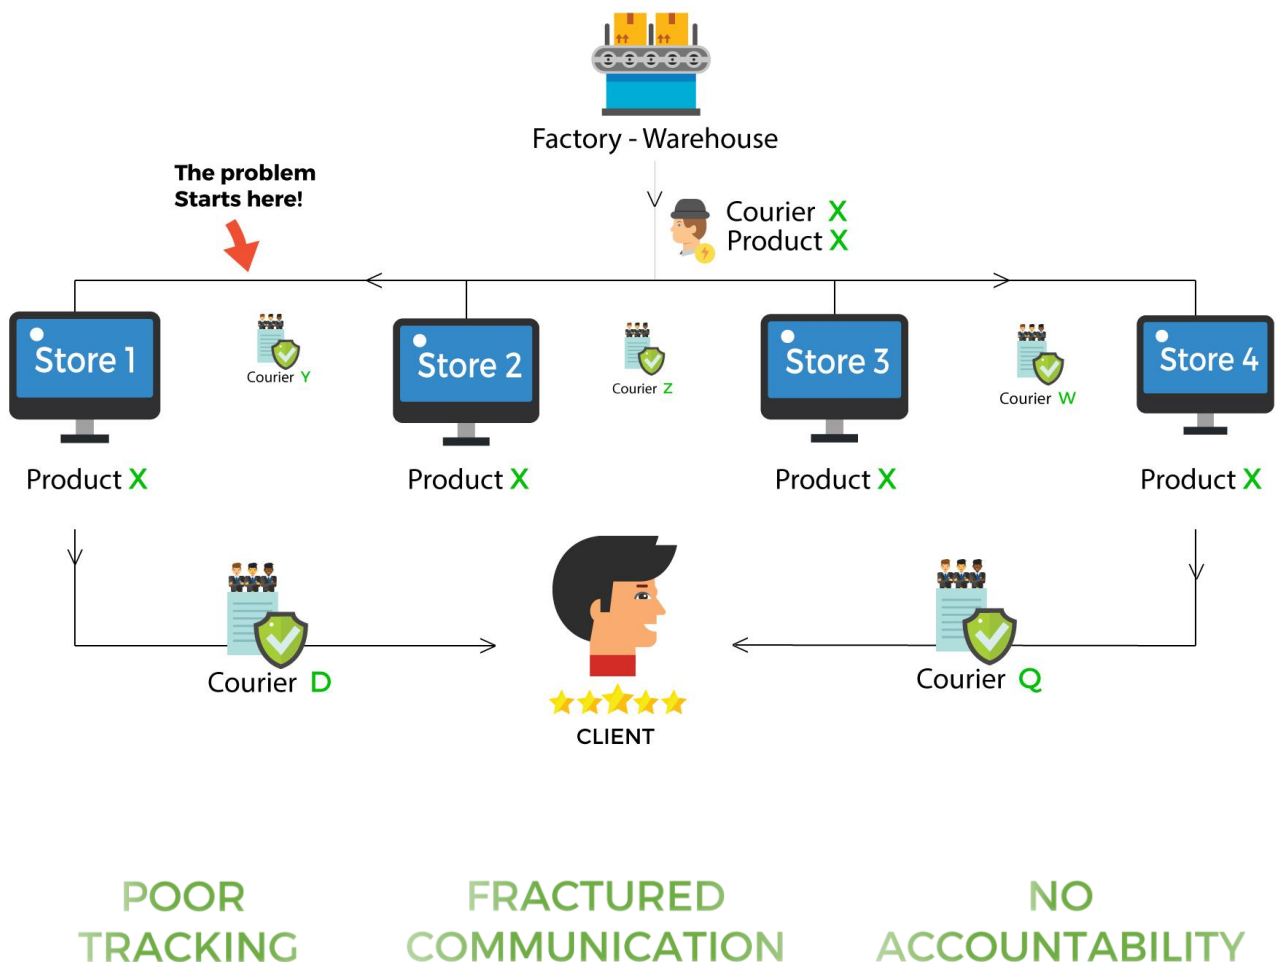 Factory - Warehouse
The problem
Starts here!
Courier X
Product X
Store 1
Store 2
Store 3
Store 4
Courier Y
Courier Z
Courier W
Product X
Product X
Product X
Product X
Courier D
Courier Q
CLIENT
POOR
TRACKING
FRACTURED
COMMUNICATION
NO
ACCOUNTABILITY